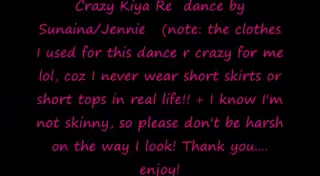 Crazy Kiya Re dance by
Sunaina/Jennie (note: the clothes
I used for this dance r crazy for me
lol, coz I never wear short skirts or
short tops in real life!! + I know I'm
not skinny, so please don't be harsh
on the way I look! Thank you....
enjoy!